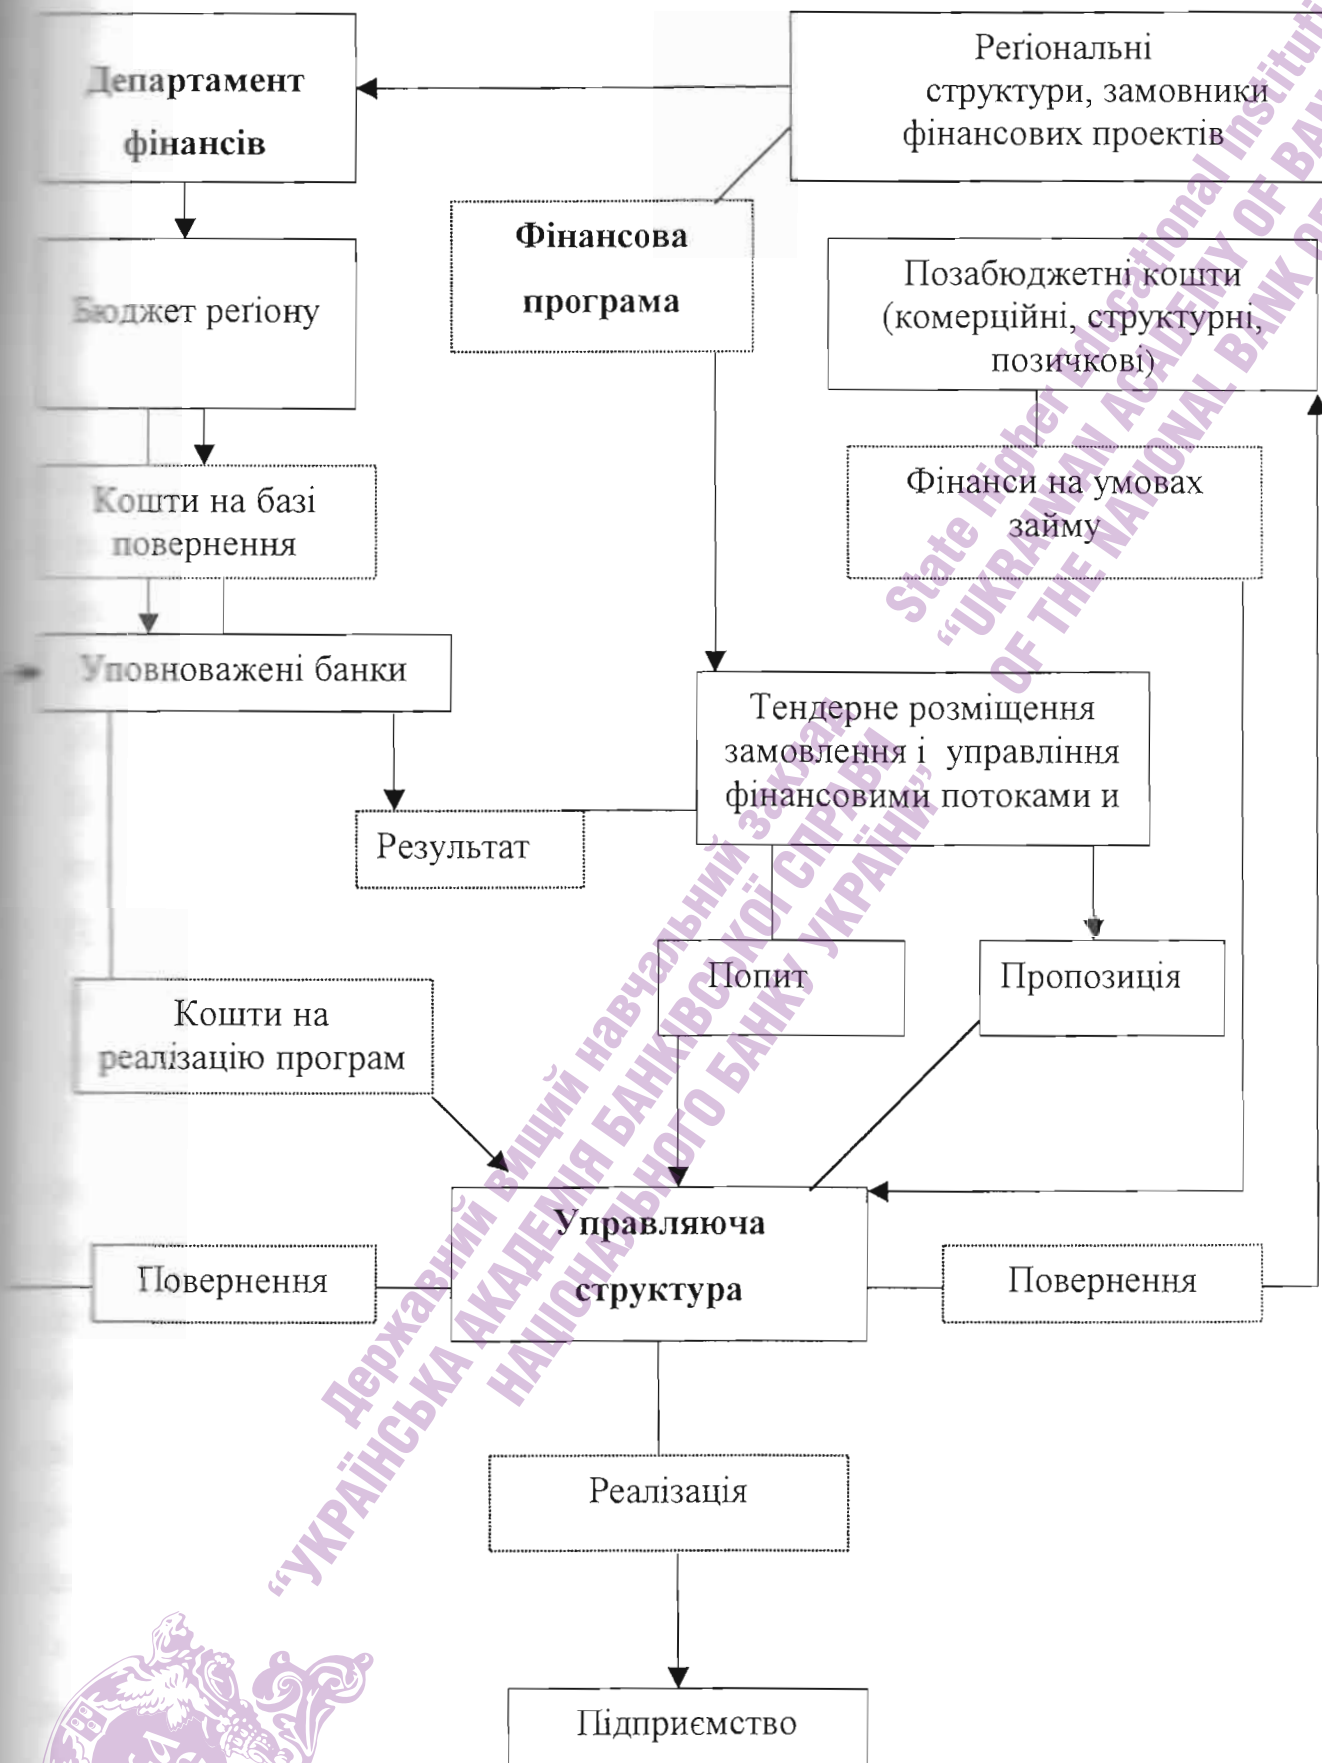 Департамент
фінансів
Реґіональні
структури, замовники
фінансових проектів
Фінансова
програма
Бюджет реґіону
Позабюджетні кошти
(комерційні, структурні,
позичкові)
Кошти на базі
повернення
Фінанси на умовах
займу
Уповноважені банки
Тендерне розміщення
замовлення і управління
фінансовими потоками и
Результат
Попит
Пропозиція
Кошти на
реалізацію програм
Управляюча
структура
Повернення
Повернення
Реалізація
Підприємство
Державний вищий навчальний заклад
“УКРАЇНСЬКА АКАДЕМІЯ БАНКІВСЬКОЇ СПРАВИ
НАЦІОНАЛЬНОГО БАНКУ УКРАЇНИ”
State Higher Educational Institution
“UKRAINIAN ACADEMY OF BAN
OF THE NATIONAL BANK OF